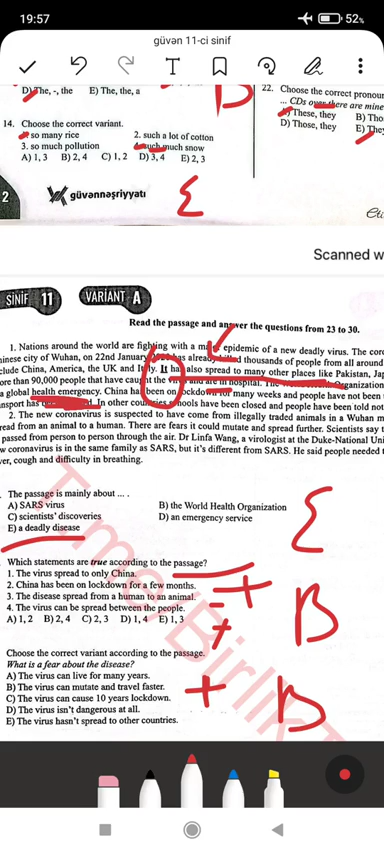 19:57
52%
güvən 11-ci sinif
D) The, -, the E) The, the, a
B
14. Choose the correct variant.
1. so many rice 2. such a lot of cotton
3. so much pollution 4. such much snow
A) 1, 3 B) 2, 4 C) 1, 2 D) 3, 4 E) 2, 3
22. Choose the correct pronoun
... CDs over there are mine
A) These, they B) Tho
D) Those, they E) They
2
güvənnəşriyyatı
E
Scanned w
SİNİF 11 VARİANT A
Read the passage and answer the questions from 23 to 30.
1. Nations around the world are fighting with a major epidemic of a new deadly virus. The coro
hinese city of Wuhan, on 22nd January has already killed thousands of people from all around
clude China, America, the UK and Italy. It has also spread to many other places like Pakistan, Jap
ore than 90,000 people that have caught the virus and are in hospital. The Organization
a global health emergency. China has been on lockdown for many weeks and people have not been
nsport has been In other countries schools have been closed and people have been told not
2. The new coronavirus is suspected to have come from illegally traded animals in a Wuhan m
read from an animal to a human. There are fears it could mutate and spread further. Scientists say t
passed from person to person through the air. Dr Linfa Wang, a virologist at the Duke-National Uni
w coronavirus is in the same family as SARS, but it's different from SARS. He said people needed t
ver, cough and difficulty in breathing.
The passage is mainly about ... .
A) SARS virus B) the World Health Organization
C) scientists' discoveries D) an emergency service
E) a deadly disease
E
Which statements are true according to the passage?
1. The virus spread to only China.
2. China has been on lockdown for a few months.
3. The disease spread from a human to an animal.
4. The virus can be spread between the people.
A) 1, 2 B) 2, 4 C) 2, 3 D) 1, 4 E) 1, 3
B
Choose the correct variant according to the passage.
What is a fear about the disease?
A) The virus can live for many years.
B) The virus can mutate and travel faster.
C) The virus can cause 10 years lockdown.
D) The virus isn't dangerous at all.
E) The virus hasn't spread to other countries.
B
T.me/BirlikT